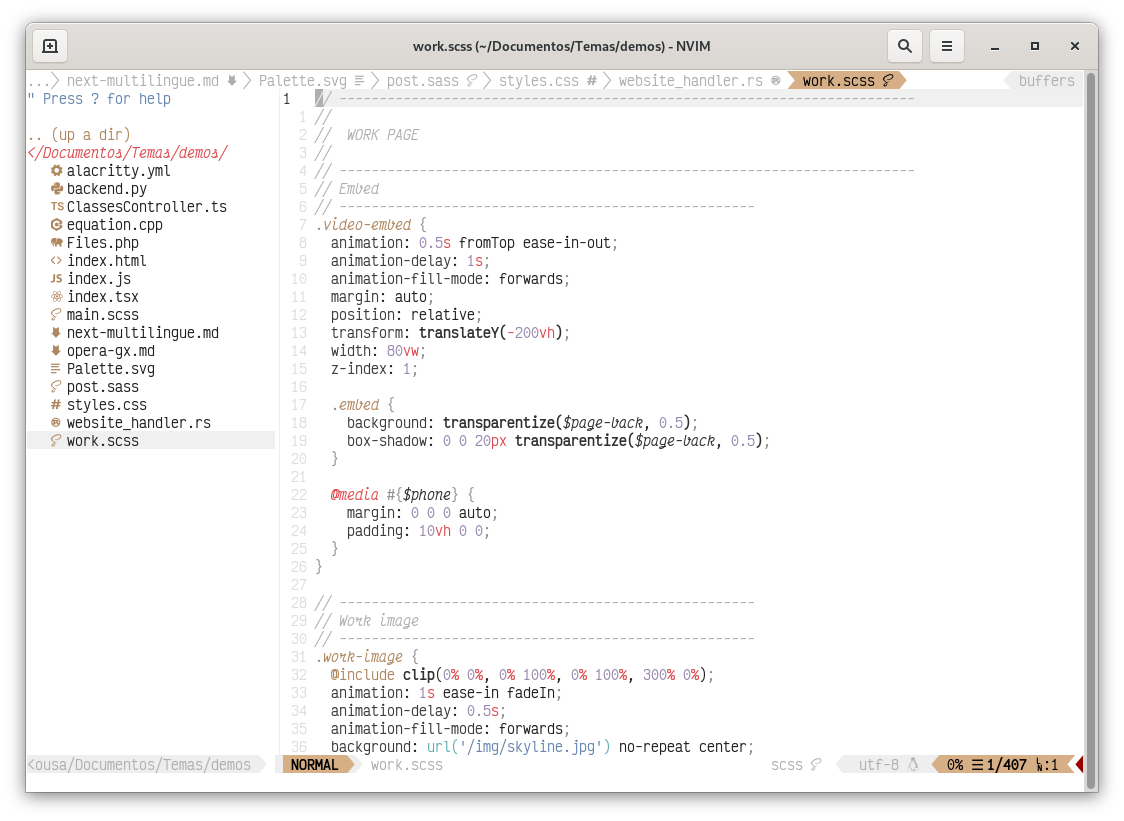 work.scss (~/Documentos/Temas/demos) - NVIM
... next-multilingue.md Palette.svg post.sass styles.css # website_handler.rs work.scss buffers
" Press ? for help
.. (up a dir)
</Documentos/Temas/demos/
alacritty.yml
backend.py
TS ClassesController.ts
equation.cpp
Files.php
<> index.html
JS index.js
index.tsx
main.scss
next-multilingue.md
opera-gx.md
Palette.svg
post.sass
# styles.css
website_handler.rs
work.scss
1 // ------------------------------------------------------------------------
1 //
2 //  WORK PAGE
3 //
4 // ------------------------------------------------------------------------
5 // Embed
6 // ----------------------------------------------------
7 .video-embed {
8   animation: 0.5s fromTop ease-in-out;
9   animation-delay: 1s;
10   animation-fill-mode: forwards;
11   margin: auto;
12   position: relative;
13   transform: translateY(-200vh);
14   width: 80vw;
15   z-index: 1;
16
17   .embed {
18     background: transparentize($page-back, 0.5);
19     box-shadow: 0 0 20px transparentize($page-back, 0.5);
20   }
21
22   @media #{$phone} {
23     margin: 0 0 0 auto;
24     padding: 10vh 0 0;
25   }
26 }
27
28 // ----------------------------------------------------
29 // Work image
30 // ----------------------------------------------------
31 .work-image {
32   @include clip(0% 0%, 0% 100%, 0% 100%, 300% 0%);
33   animation: 1s ease-in fadeIn;
34   animation-delay: 0.5s;
35   animation-fill-mode: forwards;
36   background: url('/img/skyline.jpg') no-repeat center;
<ousa/Documentos/Temas/demos NORMAL work.scss scss utf-8 0% ☰ 1/407 :1